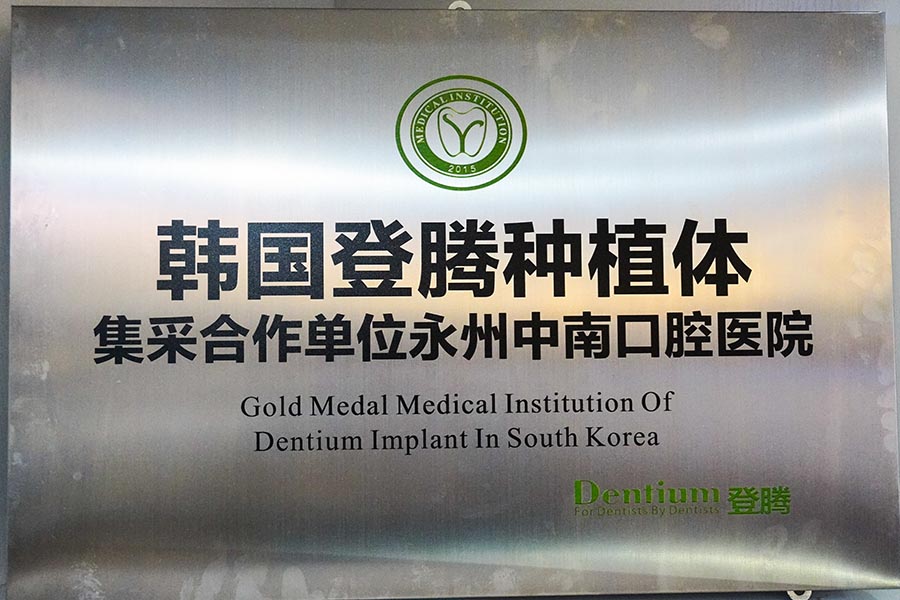 MEDICAL INSTITUTION
2015
韩国登腾种植体
集采合作单位永州中南口腔医院
Gold Medal Medical Institution Of
Dentium Implant In South Korea
Dentium 登腾
For Dentists By Dentists